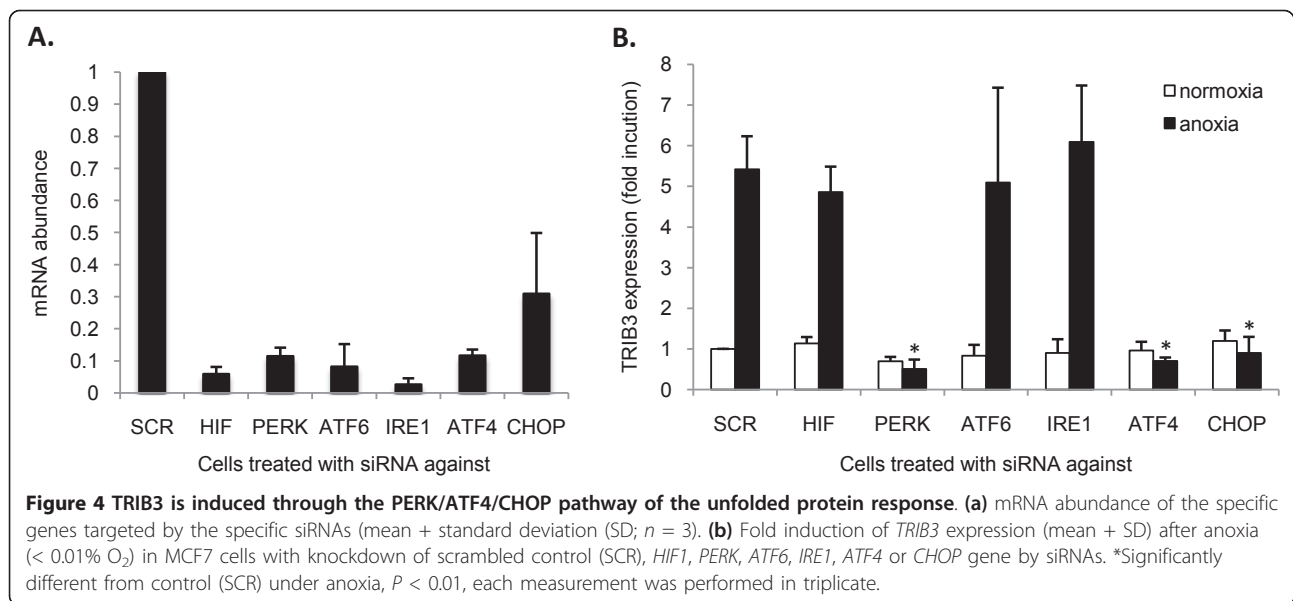 A.
1
0.9
0.8
0.7
0.6
0.5
0.4
0.3
0.2
0.1
0
mRNA abundance
SCR HIF PERK ATF6 IRE1 ATF4 CHOP
Cells treated with siRNA against
B.
8
7
6
5
4
3
2
1
0
TRIB3 expression (fold incution)
normoxia
anoxia
*
*
*
SCR HIF PERK ATF6 IRE1 ATF4 CHOP
Cells treated with siRNA against
Figure 4 TRIB3 is induced through the PERK/ATF4/CHOP pathway of the unfolded protein response. (a) mRNA abundance of the specific
genes targeted by the specific siRNAs (mean + standard deviation (SD; n = 3). (b) Fold induction of TRIB3 expression (mean + SD) after anoxia
(< 0.01% O₂) in MCF7 cells with knockdown of scrambled control (SCR), HIF1, PERK, ATF6, IRE1, ATF4 or CHOP gene by siRNAs. *Significantly
different from control (SCR) under anoxia, P < 0.01, each measurement was performed in triplicate.